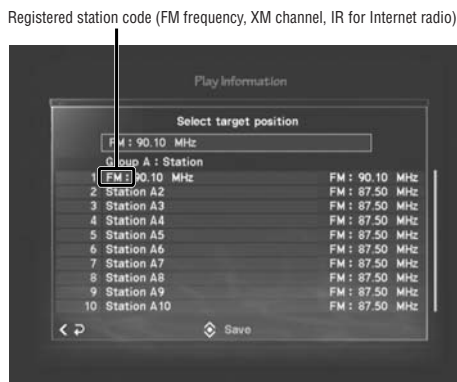 Registered station code (FM frequency, XM channel, IR for Internet radio)
Play Information
Select target position
FM : 90.10 MHz
Group A : Station
1 FM : 90.10 MHz FM : 90.10 MHz
2 Station A2 FM : 87.50 MHz
3 Station A3 FM : 87.50 MHz
4 Station A4 FM : 87.50 MHz
5 Station A5 FM : 87.50 MHz
6 Station A6 FM : 87.50 MHz
7 Station A7 FM : 87.50 MHz
8 Station A8 FM : 87.50 MHz
9 Station A9 FM : 87.50 MHz
10 Station A10 FM : 87.50 MHz
Save